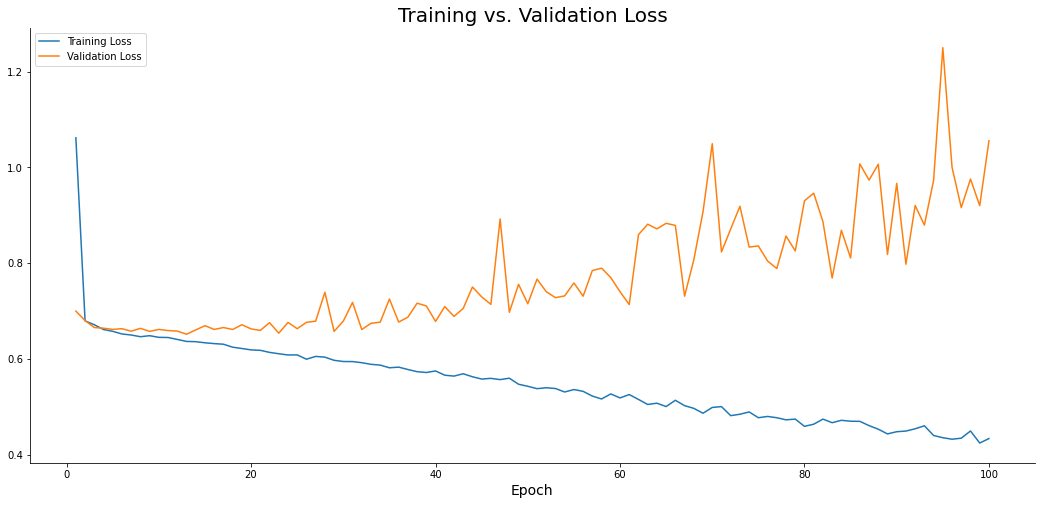 Training vs. Validation Loss
Training Loss
Validation Loss
1.2
1.0
0.8
0.6
0.4
0 20 40 60 80 100
Epoch